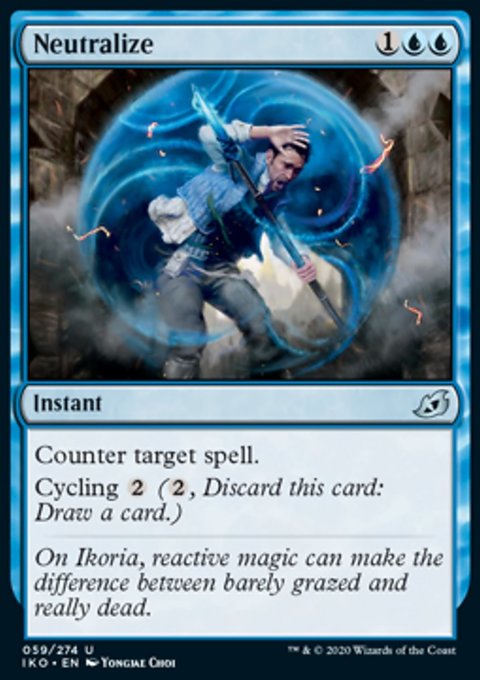 Neutralize 1
Instant
Counter target spell.
Cycling 2 (2, Discard this card:
Draw a card.)
On Ikoria, reactive magic can make the
difference between barely grazed and
really dead.
059/274 U
IKO • EN Yongjae Choi
™ & © 2020 Wizards of the Coast